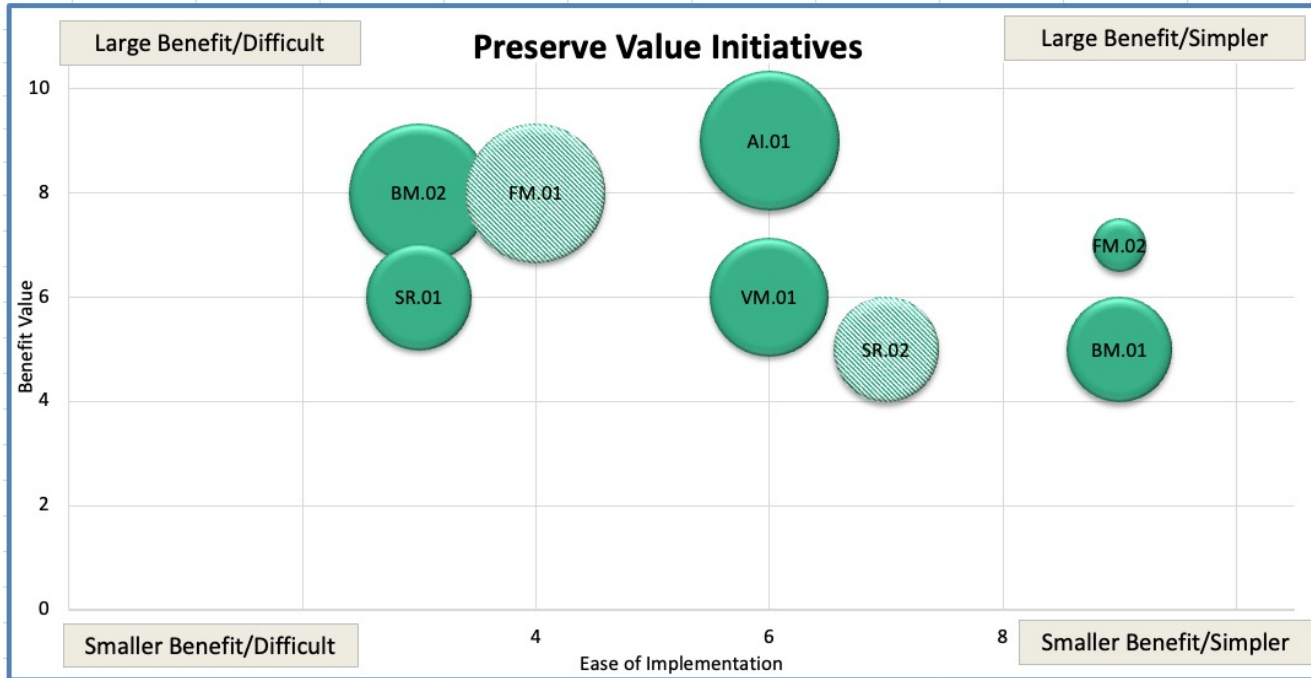 Large Benefit/Difficult
Preserve Value Initiatives
Large Benefit/Simpler
10
AI.01
BM.02
FM.01
8
FM.02
SR.01
VM.01
6
SR.02
BM.01
Benefit Value
4
2
0
Smaller Benefit/Difficult
4
6
8
Smaller Benefit/Simpler
Ease of Implementation